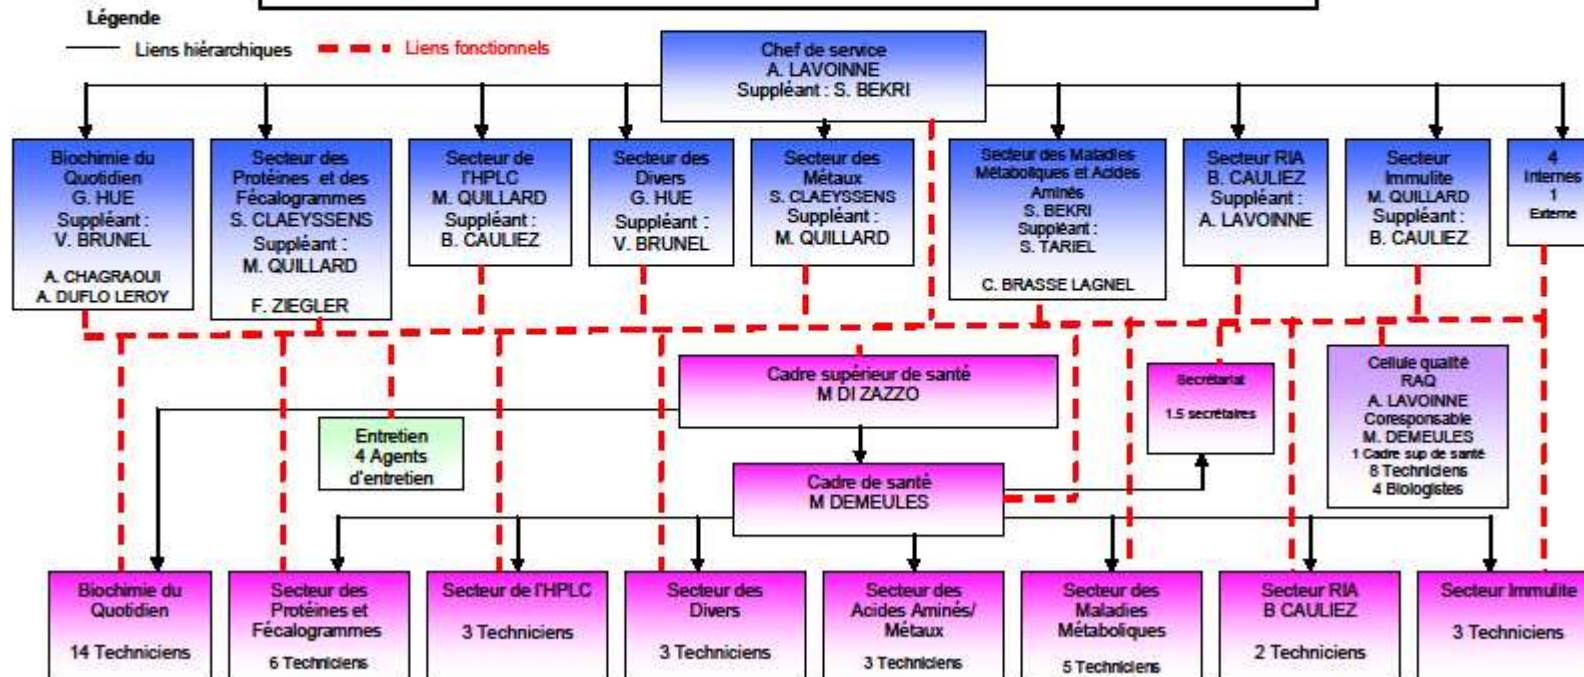 Légende
Liens hiérarchiques
Liens fonctionnels
Chef de service
A. LAVOINNE
Suppléant : S. BEKRI
Biochimie du
Quotidien
G. HUE
Suppléant :
V. BRUNEL
A. CHAGRAOUI
A. DUFLO LEROY
Secteur des
Protéines et des
Fécalogrammes
S. CLAEYSSENS
Suppléant :
M. QUILLARD
F. ZIEGLER
Secteur de
l'HPLC
M. QUILLARD
Suppléant :
B. CAULIEZ
Secteur des
Divers
G. HUE
Suppléant :
V. BRUNEL
Secteur des
Métaux
S. CLAEYSSENS
Suppléant :
M. QUILLARD
Secteur des Maladies
Métaboliques et Acides
Aminés
S. BEKRI
Suppléant :
S. TARIEL
C. BRASSE LAGNEL
Secteur RIA
B. CAULIEZ
Suppléant :
A. LAVOINNE
Secteur
Immulite
M. QUILLARD
Suppléant :
B. CAULIEZ
4
Internes
1
Externe
Cadre supérieur de santé
M DI ZAZZO
Secrétariat
1.5 secrétaires
Cellule qualité
RAQ
A. LAVOINNE
Coresponsable
M. DEMEULES
1 Cadre sup de santé
8 Techniciens
4 Biologistes
Entretien
4 Agents
d'entretien
Cadre de santé
M DEMEULES
Biochimie du
Quotidien
14 Techniciens
Secteur des
Protéines et
Fécalogrammes
6 Techniciens
Secteur de l'HPLC
3 Techniciens
Secteur des
Divers
3 Techniciens
Secteur des
Acides Aminés/
Métaux
3 Techniciens
Secteur des
Maladies
Métaboliques
5 Techniciens
Secteur RIA
B CAULIEZ
2 Techniciens
Secteur Immulite
3 Techniciens